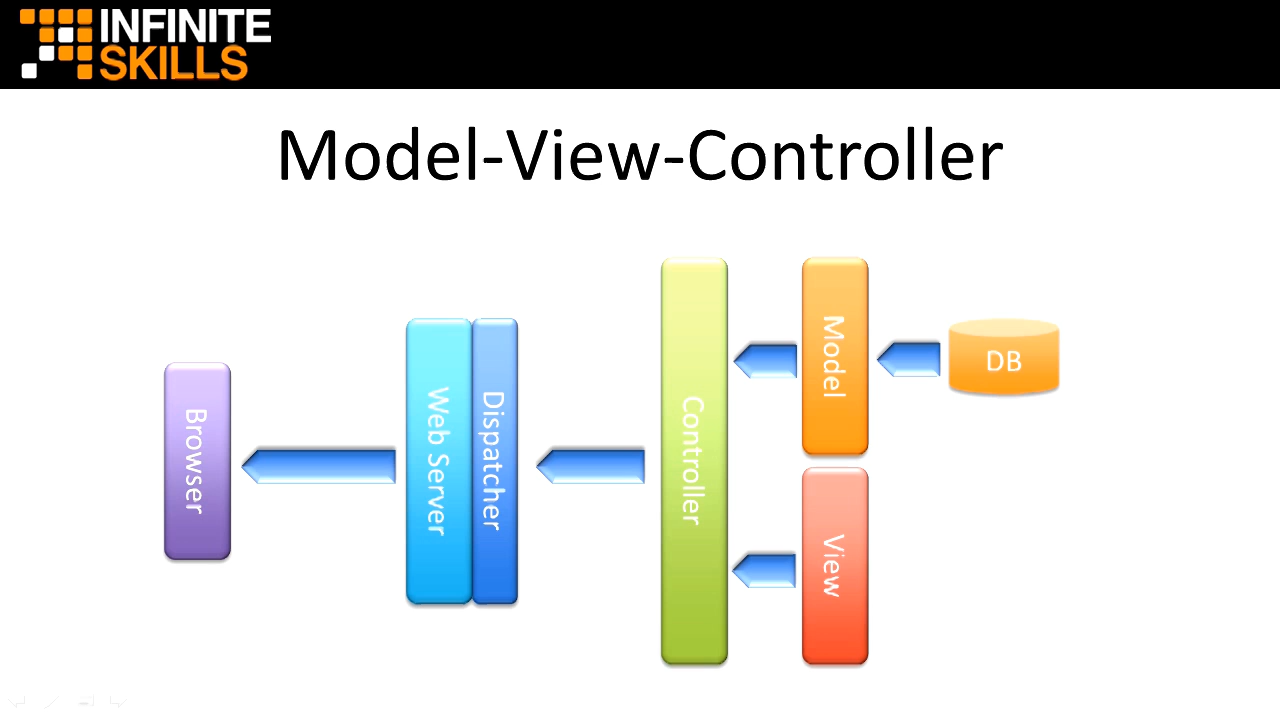 INFINITE
SKILLS
Model-View-Controller
Browser
Web Server
Dispatcher
Controller
Model
View
DB